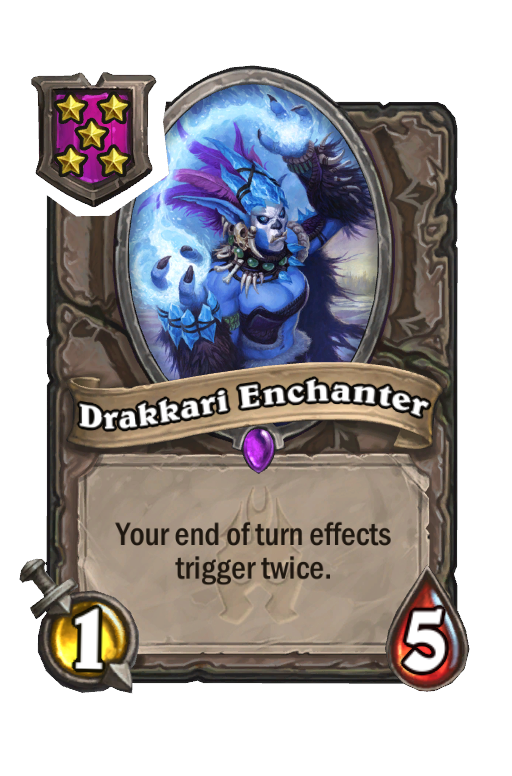 Drakkari Enchanter
Your end of turn effects
trigger twice.
1
5